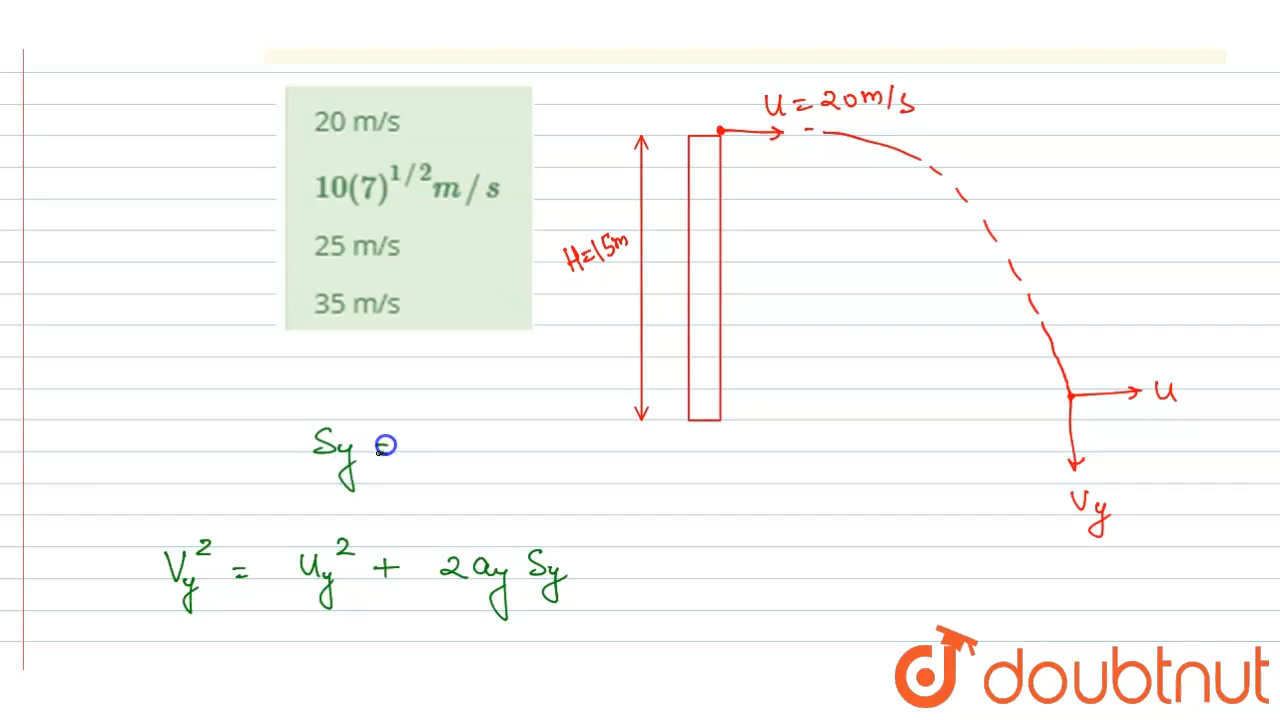 20 m/s
10(7)^{1/2} m / s
25 m/s
35 m/s
U = 20 m/s
H = 15m
U
Vy
Sy =
Vy² = Uy² + 2ay Sy
doubtnut